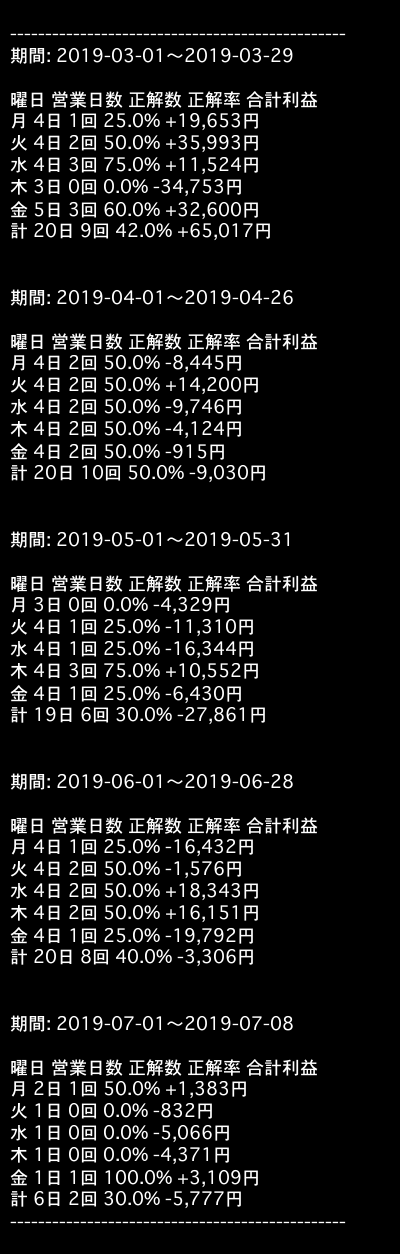 ------------------------------------------------
期間: 2019-03-01～2019-03-29
曜日 営業日数 正解数 正解率 合計利益
月 4日 1回 25.0% +19,653円
火 4日 2回 50.0% +35,993円
水 4日 3回 75.0% +11,524円
木 3日 0回 0.0% -34,753円
金 5日 3回 60.0% +32,600円
計 20日 9回 42.0% +65,017円
期間: 2019-04-01～2019-04-26
曜日 営業日数 正解数 正解率 合計利益
月 4日 2回 50.0% -8,445円
火 4日 2回 50.0% +14,200円
水 4日 2回 50.0% -9,746円
木 4日 2回 50.0% -4,124円
金 4日 2回 50.0% -915円
計 20日 10回 50.0% -9,030円
期間: 2019-05-01～2019-05-31
曜日 営業日数 正解数 正解率 合計利益
月 3日 0回 0.0% -4,329円
火 4日 1回 25.0% -11,310円
水 4日 1回 25.0% -16,344円
木 4日 3回 75.0% +10,552円
金 4日 1回 25.0% -6,430円
計 19日 6回 30.0% -27,861円
期間: 2019-06-01～2019-06-28
曜日 営業日数 正解数 正解率 合計利益
月 4日 1回 25.0% -16,432円
火 4日 2回 50.0% -1,576円
水 4日 2回 50.0% +18,343円
木 4日 2回 50.0% +16,151円
金 4日 1回 25.0% -19,792円
計 20日 8回 40.0% -3,306円
期間: 2019-07-01～2019-07-08
曜日 営業日数 正解数 正解率 合計利益
月 2日 1回 50.0% +1,383円
火 1日 0回 0.0% -832円
水 1日 0回 0.0% -5,066円
木 1日 0回 0.0% -4,371円
金 1日 1回 100.0% +3,109円
計 6日 2回 30.0% -5,777円
------------------------------------------------